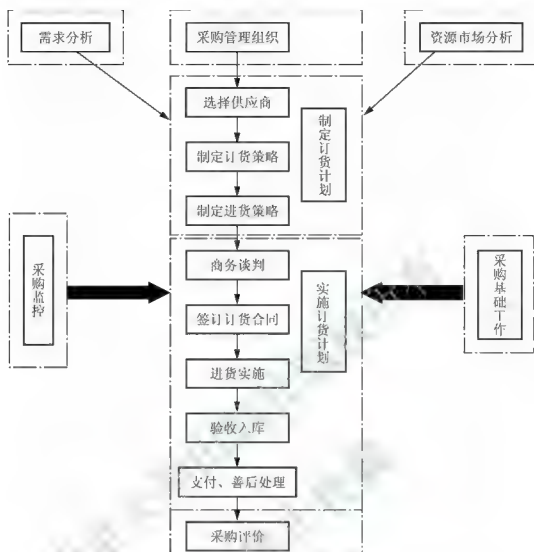 需求分析
采购管理组织
资源市场分析
选择供应商
制定订货策略
制定进货策略
制定订货计划
采购监控
商务谈判
签订订货合同
进货实施
验收入库
支付、善后处理
实施订货计划
采购基础工作
采购评价